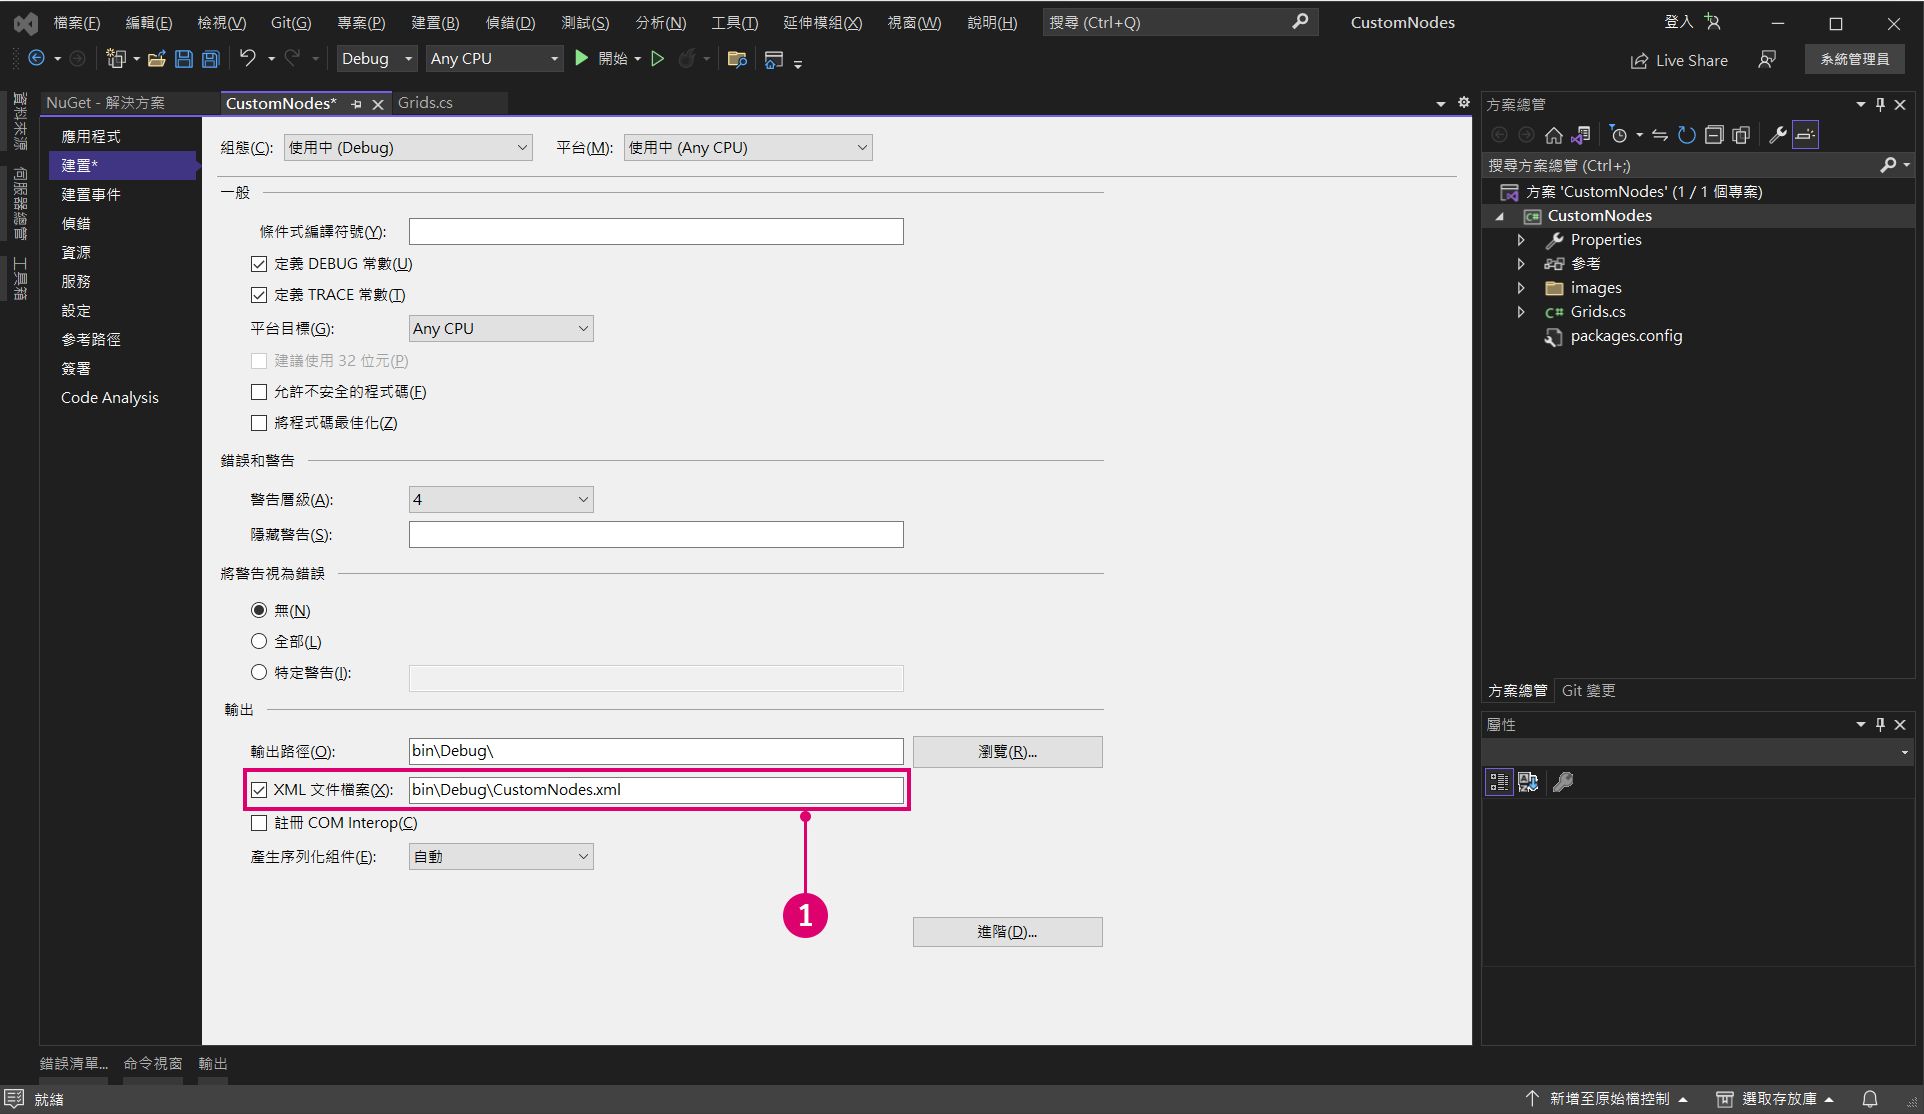 檔案(F) 編輯(E) 檢視(V) Git(G) 專案(P) 建置(B) 偵錯(D) 測試(S) 分析(N) 工具(T) 延伸模組(X) 視窗(W) 說明(H) 搜尋 (Ctrl+Q) CustomNodes 登入
Debug Any CPU 開始 Live Share 系統管理員
資料來源
伺服器總管
工具箱
NuGet - 解決方案 CustomNodes* Grids.cs
應用程式
建置*
建置事件
偵錯
資源
服務
設定
參考路徑
簽署
Code Analysis
組態(C): 使用中 (Debug) 平台(M): 使用中 (Any CPU)
一般
條件式編譯符號(Y):
定義 DEBUG 常數(U)
定義 TRACE 常數(T)
平台目標(G): Any CPU
建議使用 32 位元(P)
允許不安全的程式碼(F)
將程式碼最佳化(Z)
錯誤和警告
警告層級(A): 4
隱藏警告(S):
將警告視為錯誤
無(N)
全部(L)
特定警告(I):
輸出
輸出路徑(O): bin\Debug\ 瀏覽(R)...
XML 文件檔案(X): bin\Debug\CustomNodes.xml
註冊 COM Interop(C)
產生序列化組件(E): 自動
1
進階(D)...
方案總管
搜尋方案總管 (Ctrl+;)
方案 'CustomNodes' (1 / 1 個專案)
C# CustomNodes
Properties
參考
images
C# Grids.cs
packages.config
方案總管 Git 變更
屬性
錯誤清單... 命令視窗 輸出
就緒 新增至原始檔控制 選取存放庫